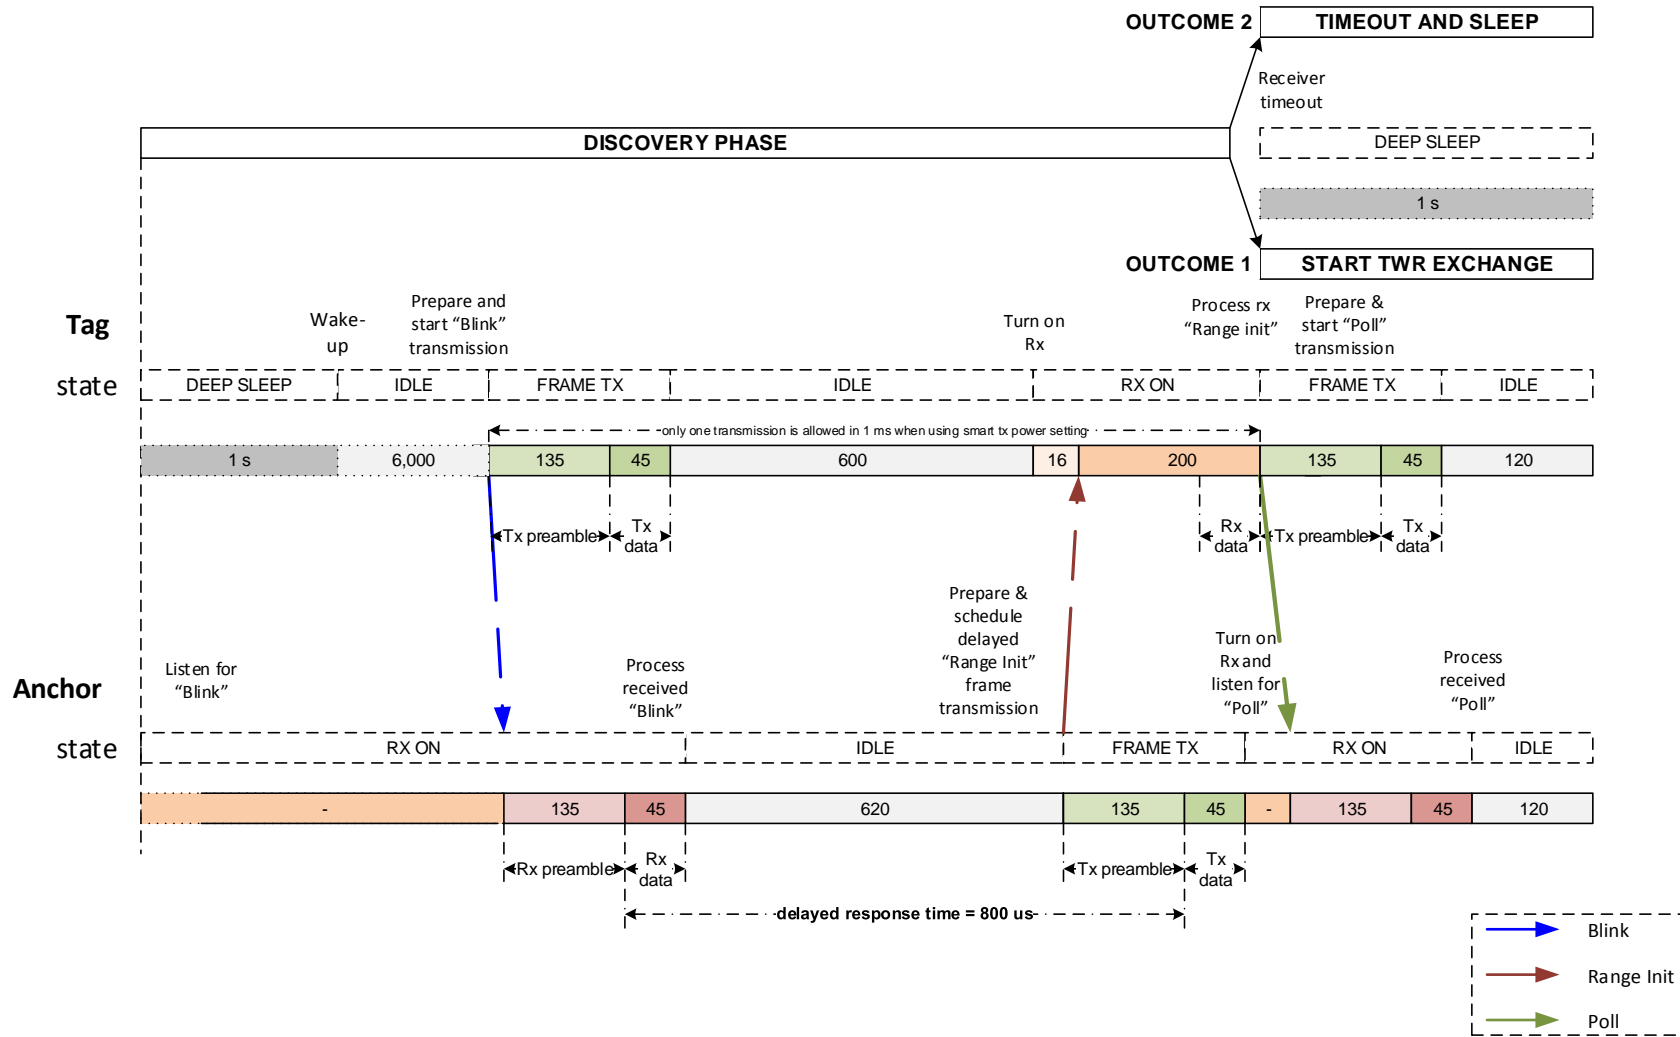 OUTCOME 2
TIMEOUT AND SLEEP
Receiver
timeout
DISCOVERY PHASE
DEEP SLEEP
1 s
OUTCOME 1
START TWR EXCHANGE
Tag
Wake-
up
Prepare and
start “Blink”
transmission
Turn on
Rx
Process rx
“Range init”
Prepare &
start “Poll”
transmission
state
DEEP SLEEP
IDLE
FRAME TX
IDLE
RX ON
FRAME TX
IDLE
only one transmission is allowed in 1 ms when using smart tx power setting
1 s
6,000
135
45
600
16
200
135
45
120
Tx preamble
Tx
data
Rx
data
Tx preamble
Tx
data
Anchor
Listen for
“Blink”
Process
received
“Blink”
Prepare &
schedule
delayed
“Range Init”
frame
transmission
Turn on
Rx and
listen for
“Poll”
Process
received
“Poll”
state
RX ON
IDLE
FRAME TX
RX ON
IDLE
-
135
45
620
135
45
-
135
45
120
Rx preamble
Rx
data
Tx preamble
Tx
data
delayed response time = 800 us
Blink
Range Init
Poll